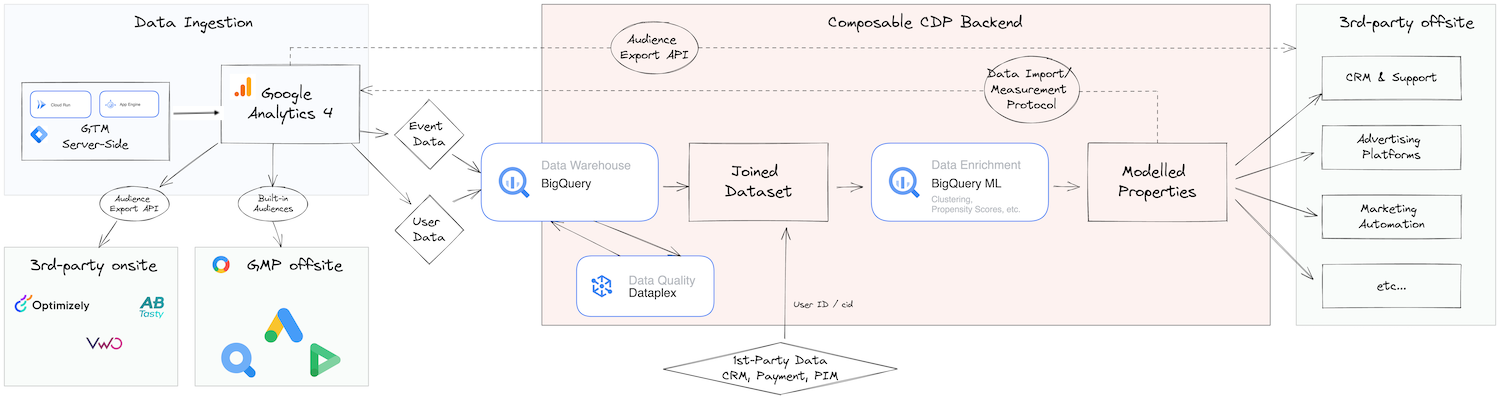 Data Ingestion
Cloud Run
App Engine
GTM
Server-Side
Google
Analytics 4
Audience
Export API
Built-in
Audiences
3rd-party onsite
Optimizely
AB
Tasty
VWO
GMP offsite
Event
Data
User
Data
Composable CDP Backend
Audience
Export API
Data Import/
Measurement
Protocol
Data Warehouse
BigQuery
Joined
Dataset
Data Enrichment
BigQuery ML
Clustering,
Propensity Scores, etc.
Modelled
Properties
Data Quality
Dataplex
User ID / cid
1st-Party Data
CRM, Payment, PIM
3rd-party offsite
CRM & Support
Advertising
Platforms
Marketing
Automation
etc...